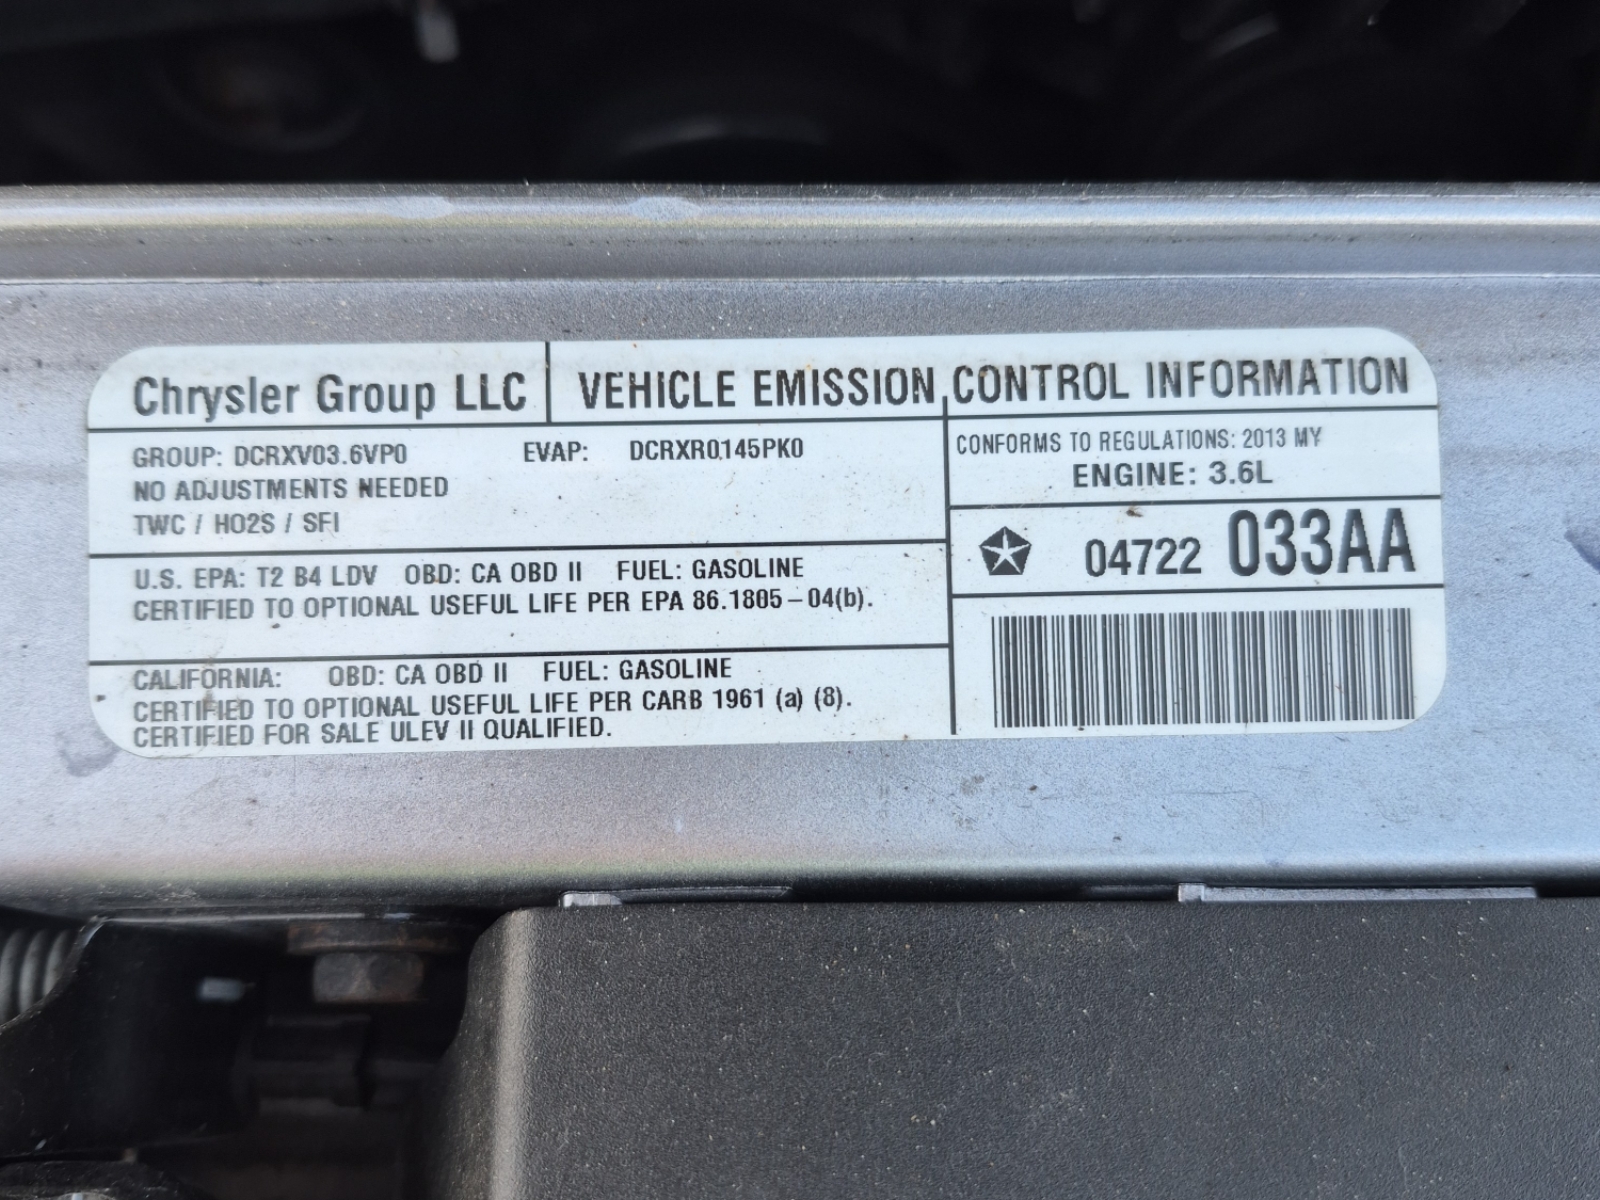 Chrysler Group LLC
VEHICLE EMISSION CONTROL INFORMATION
GROUP: DCRXV03.6VP0 EVAP: DCRXR0145PK0
NO ADJUSTMENTS NEEDED
TWC / HO2S / SFI
CONFORMS TO REGULATIONS: 2013 MY
ENGINE: 3.6L
04722 033AA
U.S. EPA: T2 B4 LDV OBD: CA OBD II FUEL: GASOLINE
CERTIFIED TO OPTIONAL USEFUL LIFE PER EPA 86.1805-04(b).
CALIFORNIA: OBD: CA OBD II FUEL: GASOLINE
CERTIFIED TO OPTIONAL USEFUL LIFE PER CARB 1961 (a) (8).
CERTIFIED FOR SALE ULEV II QUALIFIED.